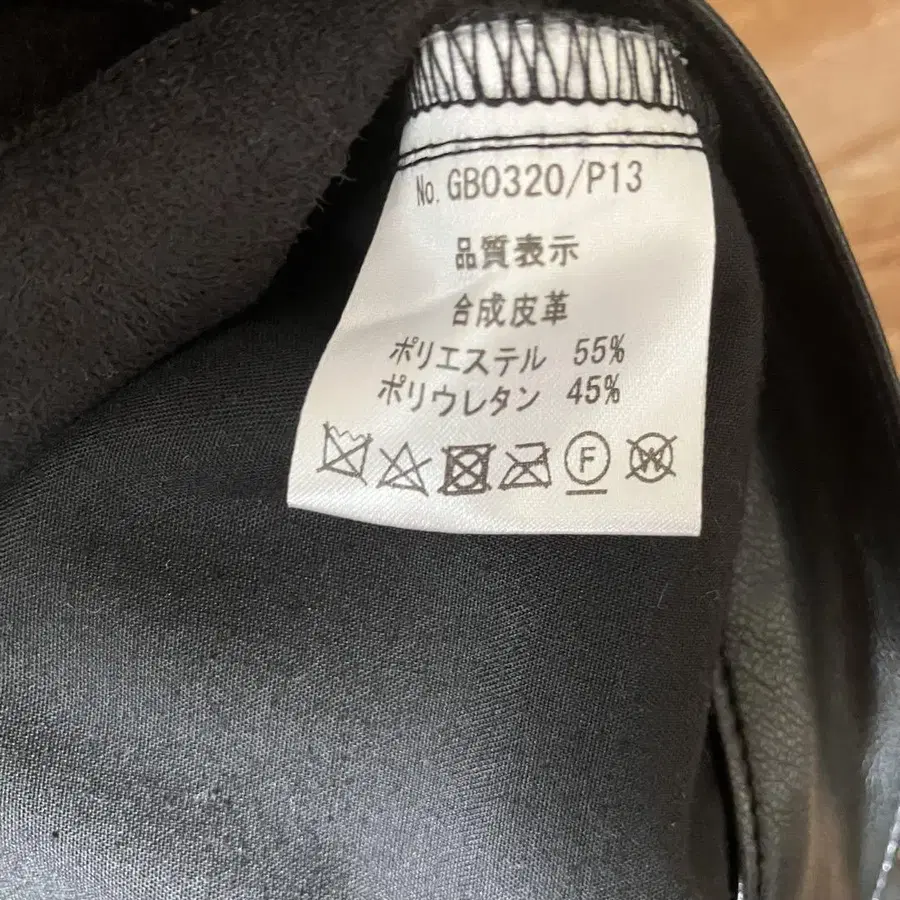 No. GB0320/P13
品質表示
合成皮革
ポリエステル 55%
ポリウレタン 45%
F W